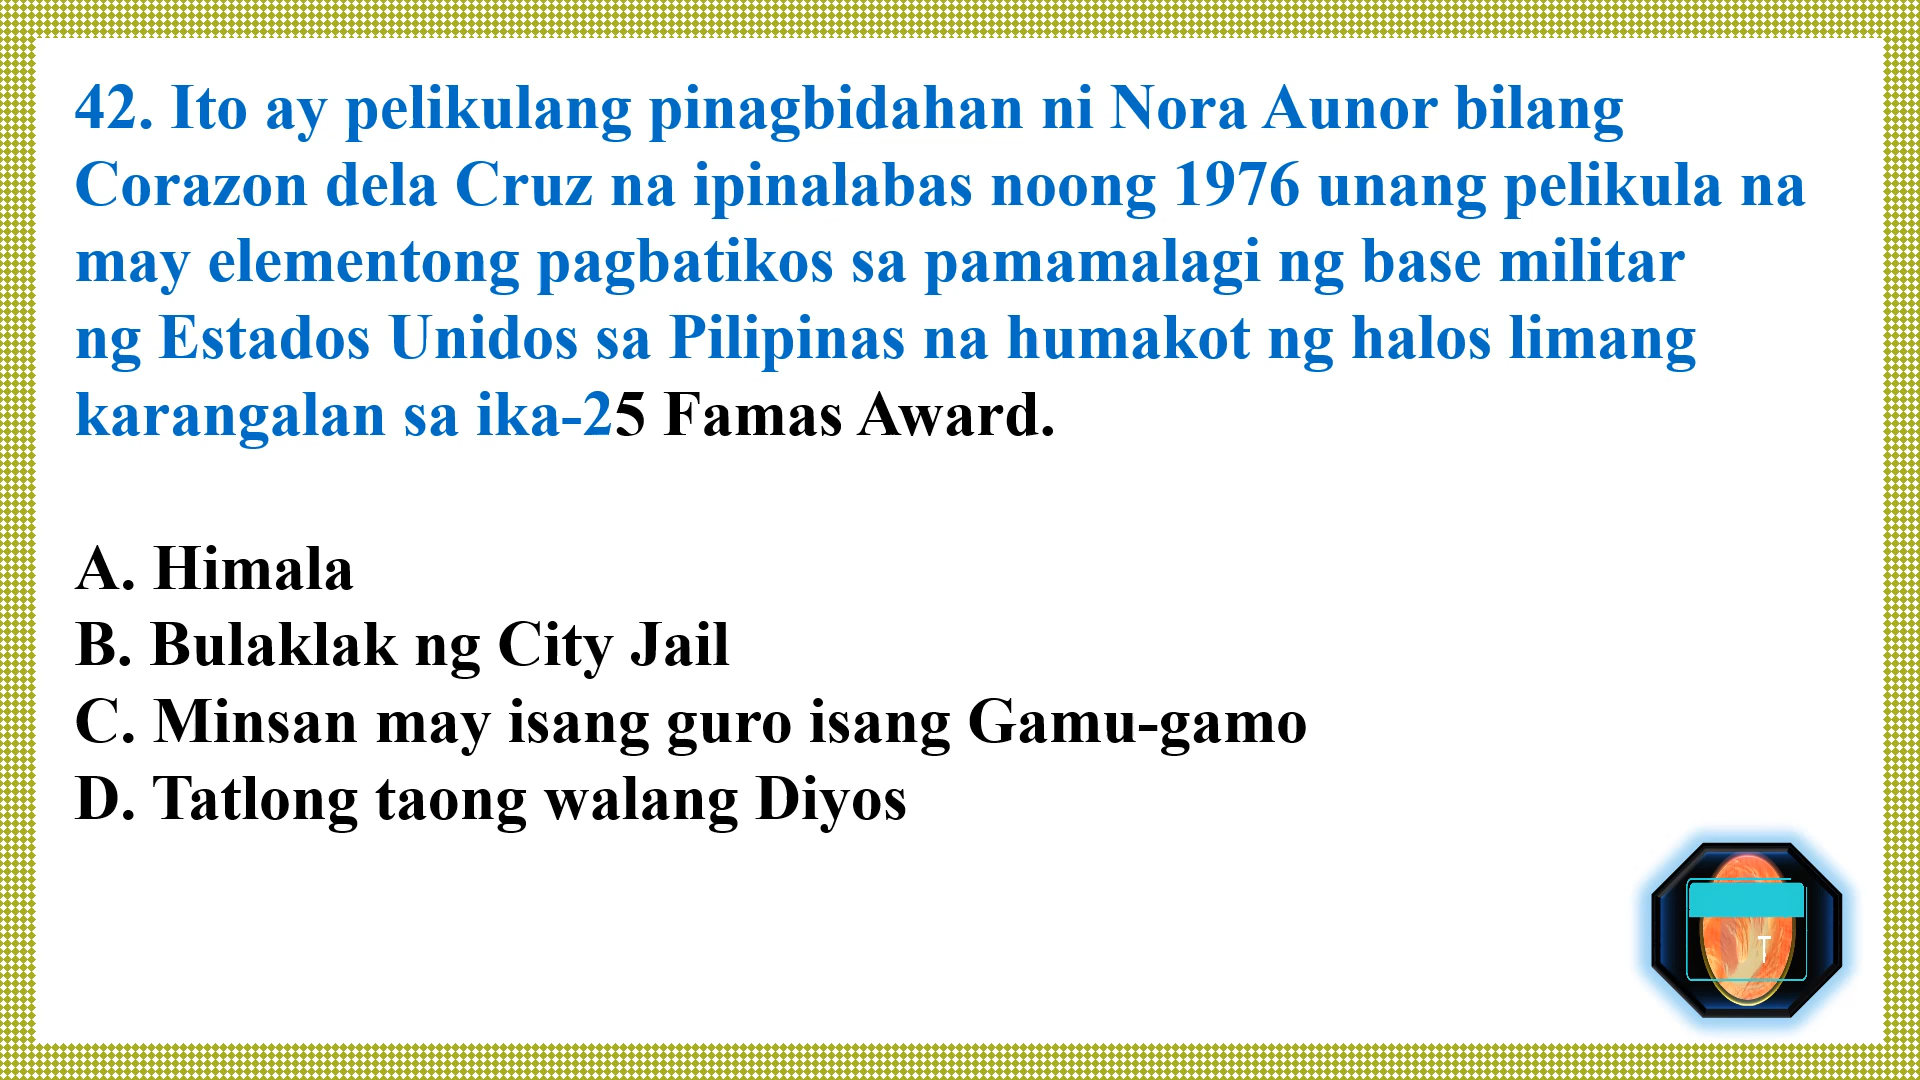 42. Ito ay pelikulang pinagbidahan ni Nora Aunor bilang
Corazon dela Cruz na ipinalabas noong 1976 unang pelikula na
may elementong pagbatikos sa pamamalagi ng base militar
ng Estados Unidos sa Pilipinas na humakot ng halos limang
karangalan sa ika-25 Famas Award.
A. Himala
B. Bulaklak ng City Jail
C. Minsan may isang guro isang Gamu-gamo
D. Tatlong taong walang Diyos
T